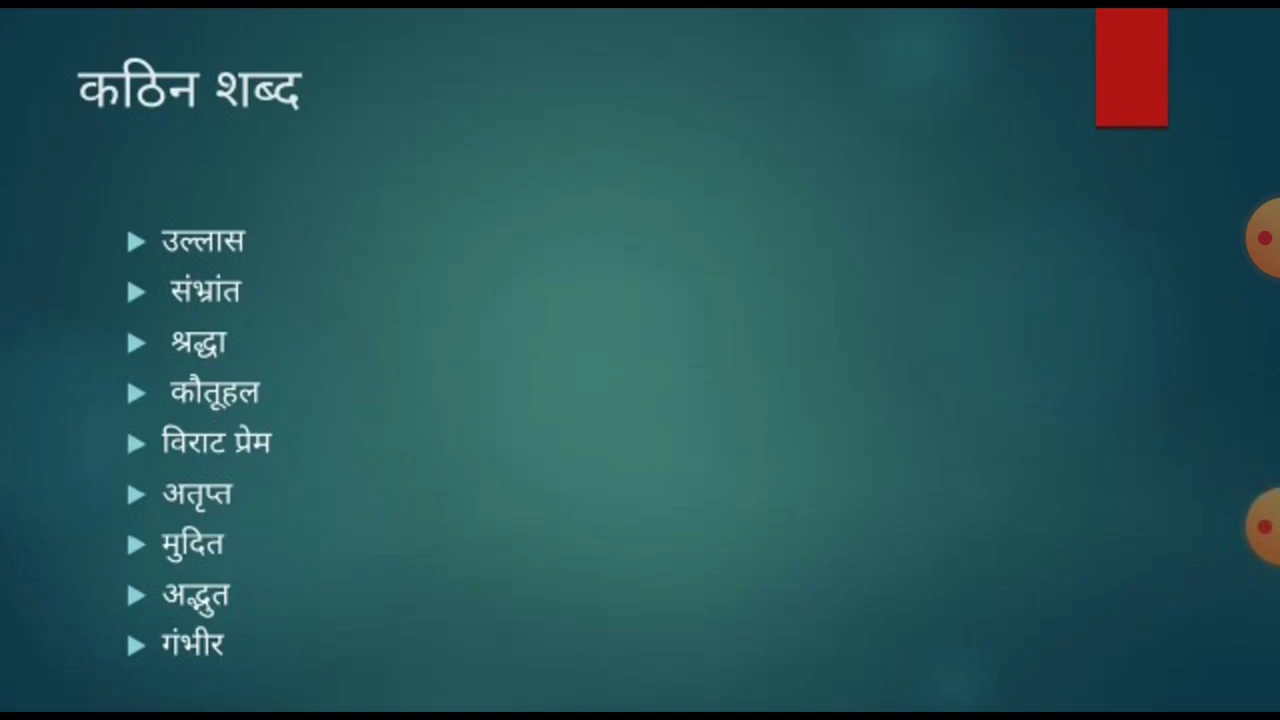 कठिन शब्द
उल्लास
संभ्रांत
श्रद्धा
कौतूहल
विराट प्रेम
अतृप्त
मुदित
अद्भुत
गंभीर